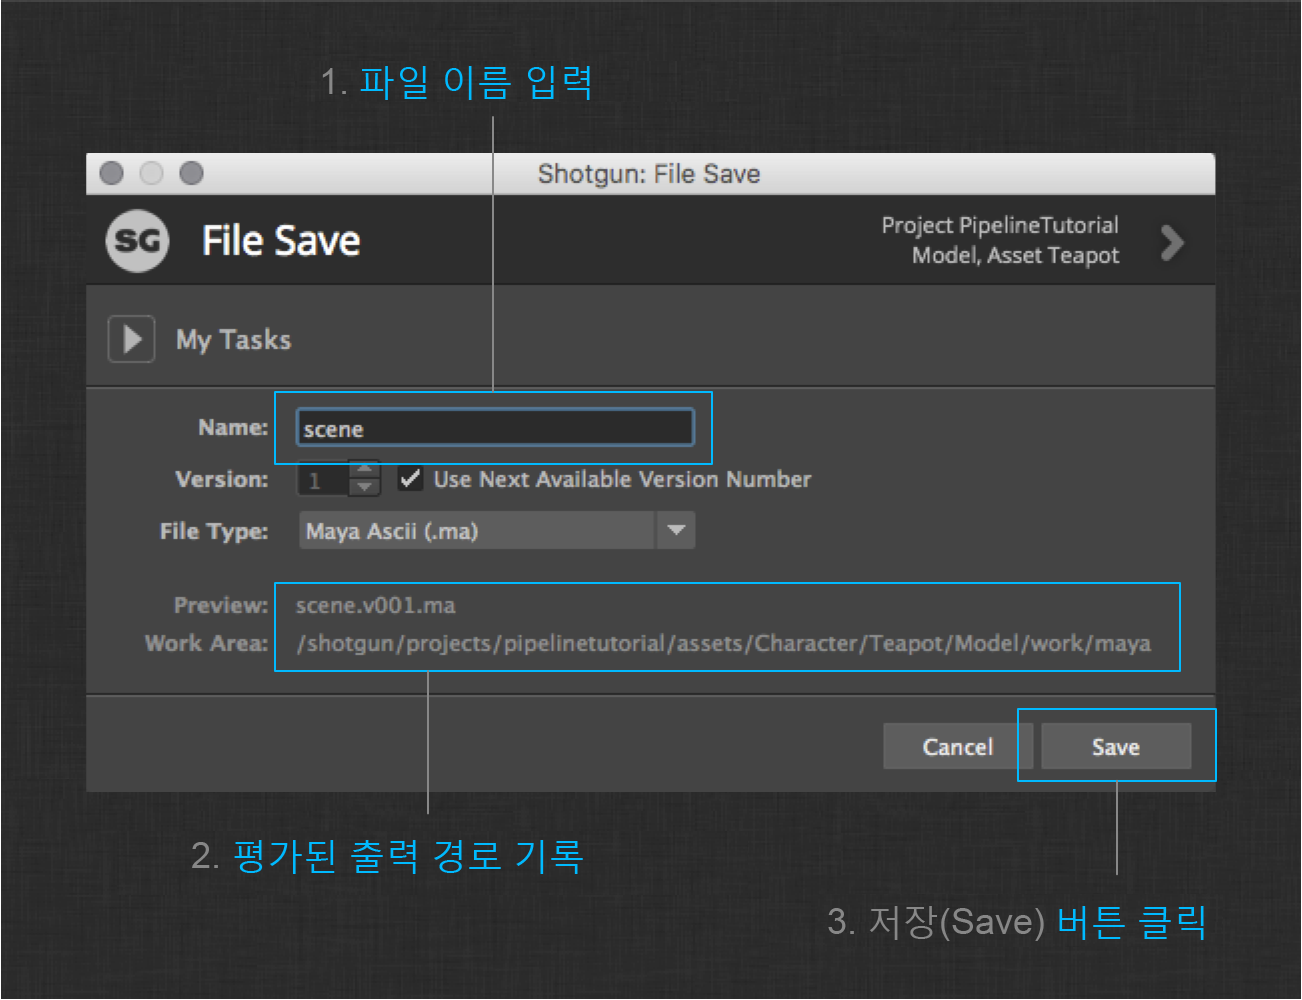 1. 파일 이름 입력
Shotgun: File Save
SG
File Save
Project PipelineTutorial
Model, Asset Teapot
My Tasks
Name: scene
Version: 1 Use Next Available Version Number
File Type: Maya Ascii (.ma)
Preview: scene.v001.ma
Work Area: /shotgun/projects/pipelinetutorial/assets/Character/Teapot/Model/work/maya
Cancel Save
2. 평가된 출력 경로 기록
3. 저장(Save) 버튼 클릭